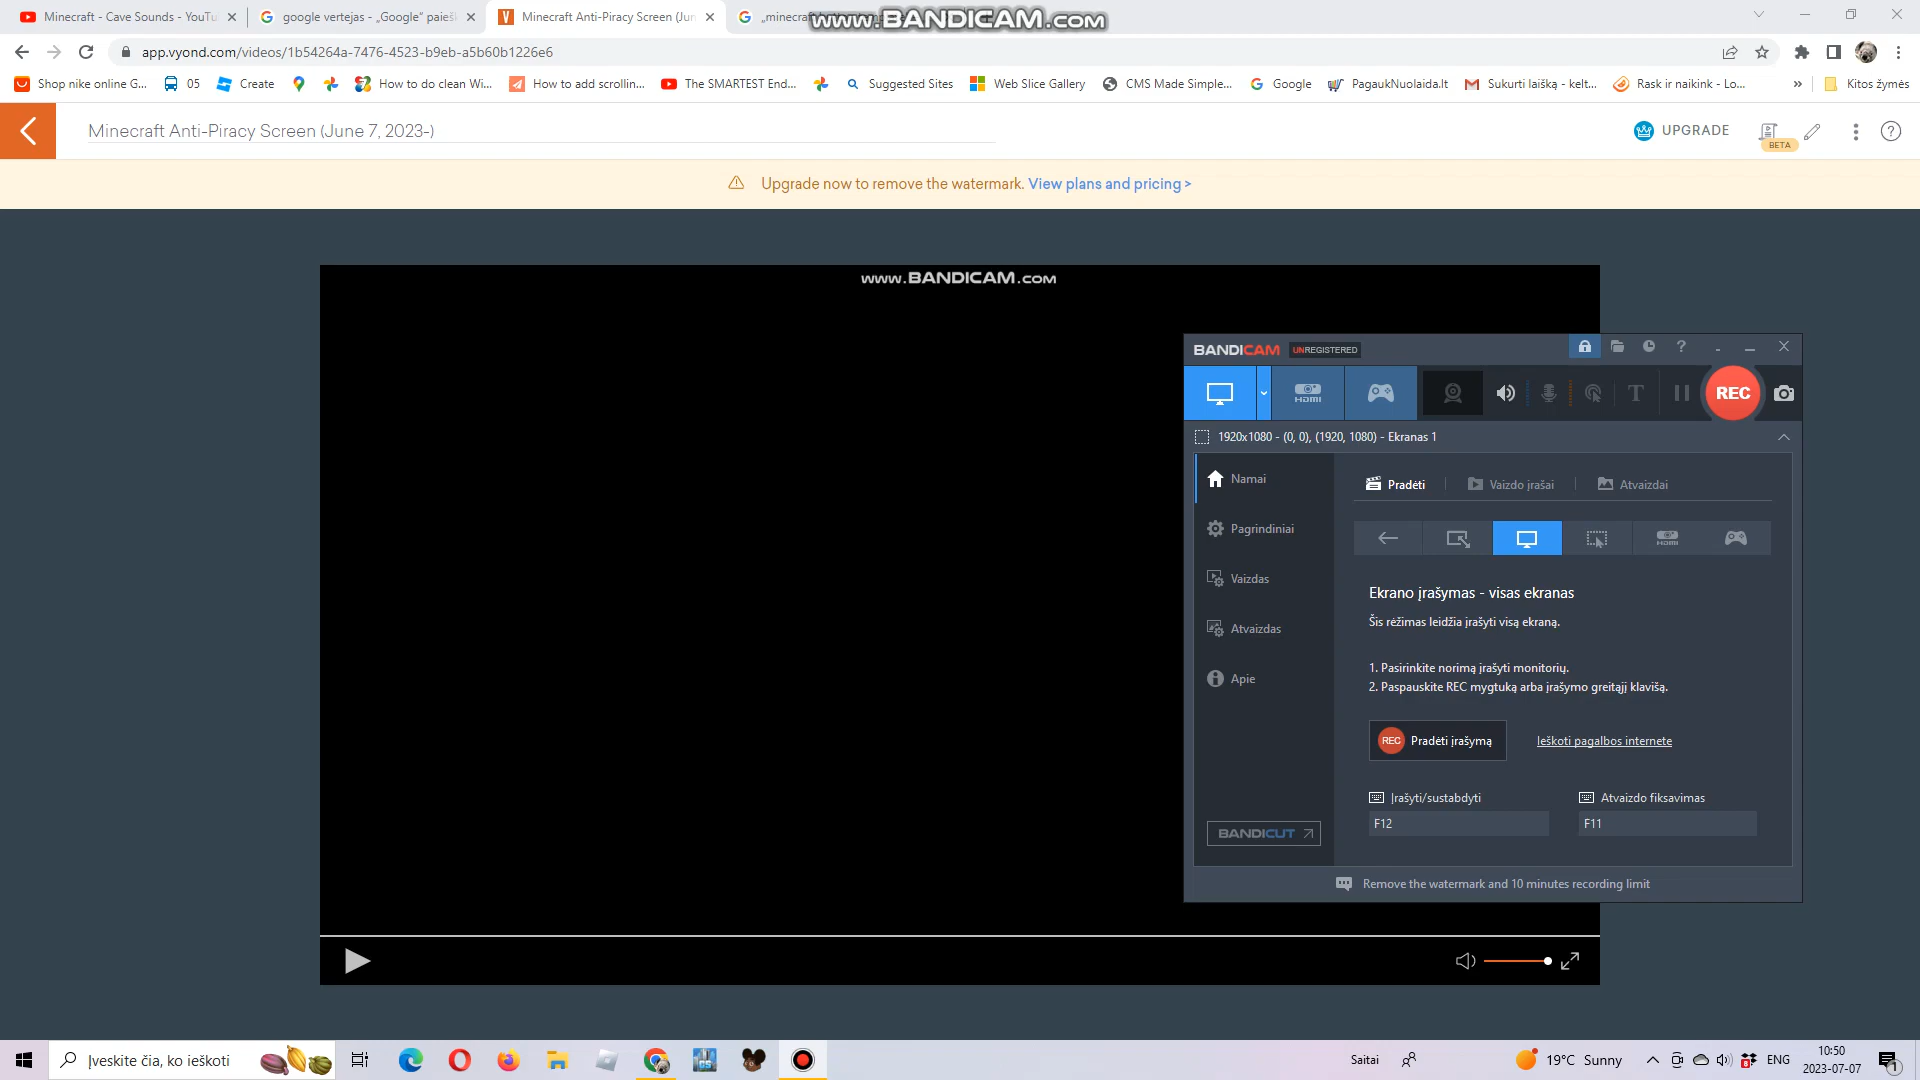 Minecraft - Cave Sounds - YouTu
google vertejas - „Google“ paiešk
Minecraft Anti-Piracy Screen (Jun
„minecraft
www.BANDICAM.com
app.vyond.com/videos/1b54264a-7476-4523-b9eb-a5b60b1226e6
Shop nike online G...
05
Create
How to do clean Wi...
How to add scrollin...
The SMARTEST End...
Suggested Sites
Web Slice Gallery
CMS Made Simple...
Google
PagaukNuolaida.lt
Sukurti laišką - kelt...
Rask ir naikink - Lo...
»
Kitos žymės
Minecraft Anti-Piracy Screen (June 7, 2023-)
UPGRADE
BETA
Upgrade now to remove the watermark. View plans and pricing >
www.BANDICAM.com
BANDICAM UNREGISTERED
HDMI
T
REC
1920x1080 - (0, 0), (1920, 1080) - Ekranas 1
Namai
Pagrindiniai
Vaizdas
Atvaizdas
Apie
BANDICUT
Pradėti
Vaizdo įrašai
Atvaizdai
HDMI
Ekrano įrašymas - visas ekranas
Šis rėžimas leidžia įrašyti visą ekraną.
1. Pasirinkite norimą įrašyti monitorių.
2. Paspauskite REC mygtuką arba įrašymo greitąjį klavišą.
REC Pradėti įrašymą
Ieškoti pagalbos internete
Įrašyti/sustabdyti
Atvaizdo fiksavimas
F12
F11
Remove the watermark and 10 minutes recording limit
Įveskite čia, ko ieškoti
Saitai
19°C Sunny
ENG
10:50
2023-07-07
1